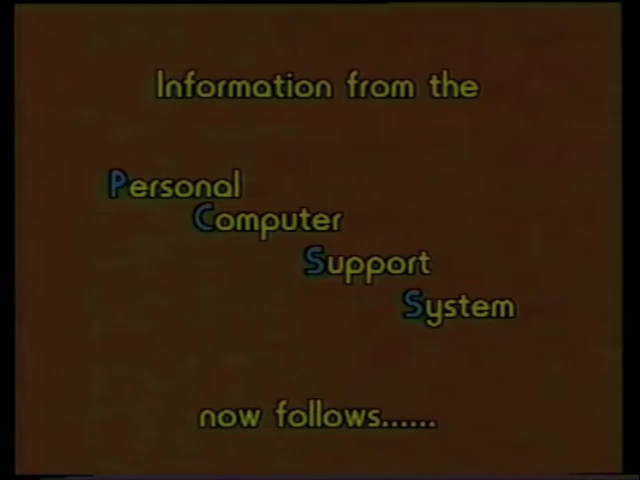 Information from the
Personal
Computer
Support
System
now follows......